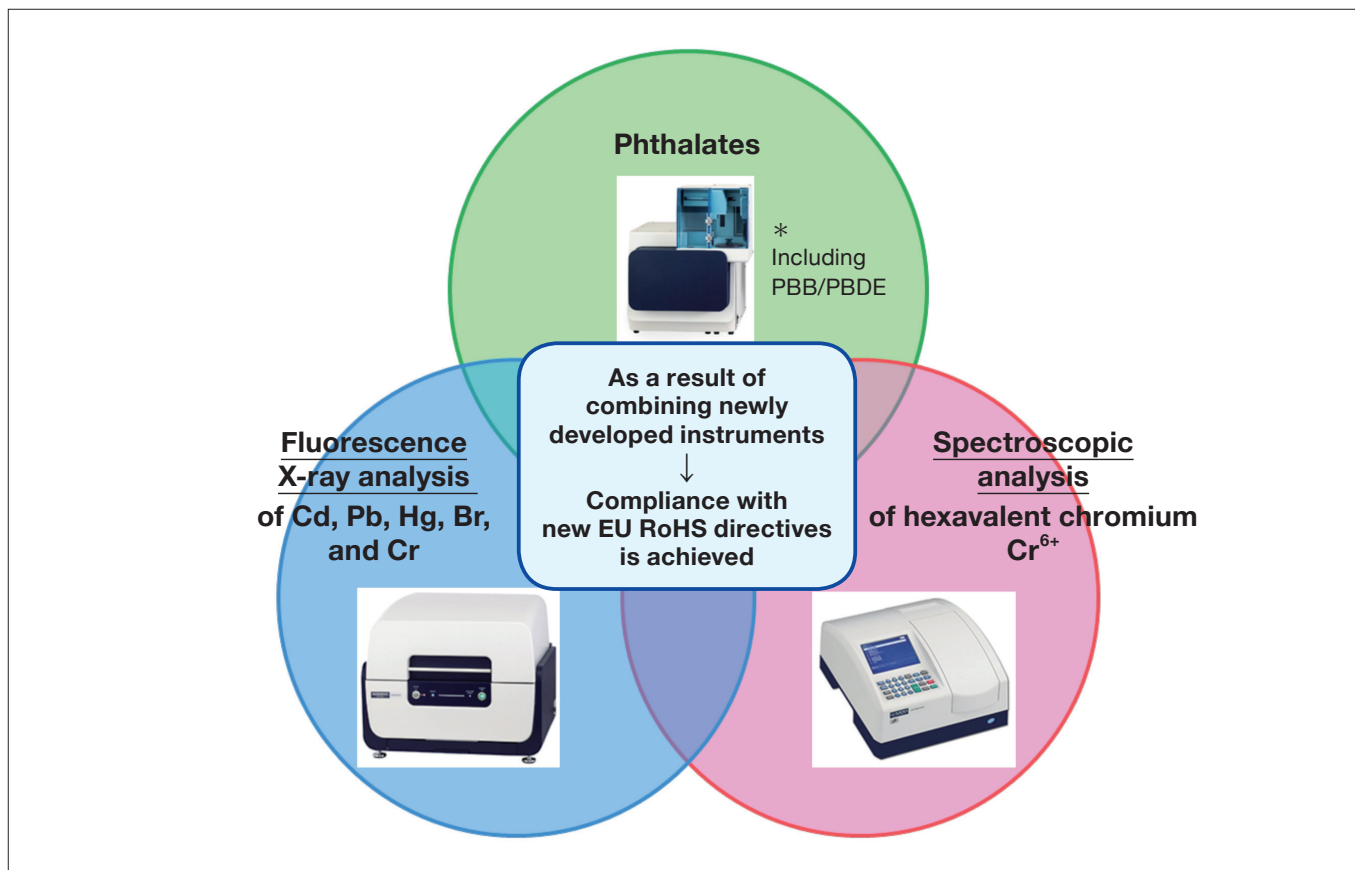 Phthalates
*
Including
PBB/PBDE
As a result of
combining newly
developed instruments
↓
Compliance with
new EU RoHS directives
is achieved
Fluorescence
X-ray analysis
of Cd, Pb, Hg, Br,
and Cr
Spectroscopic
analysis
of hexavalent chromium
Cr⁶⁺